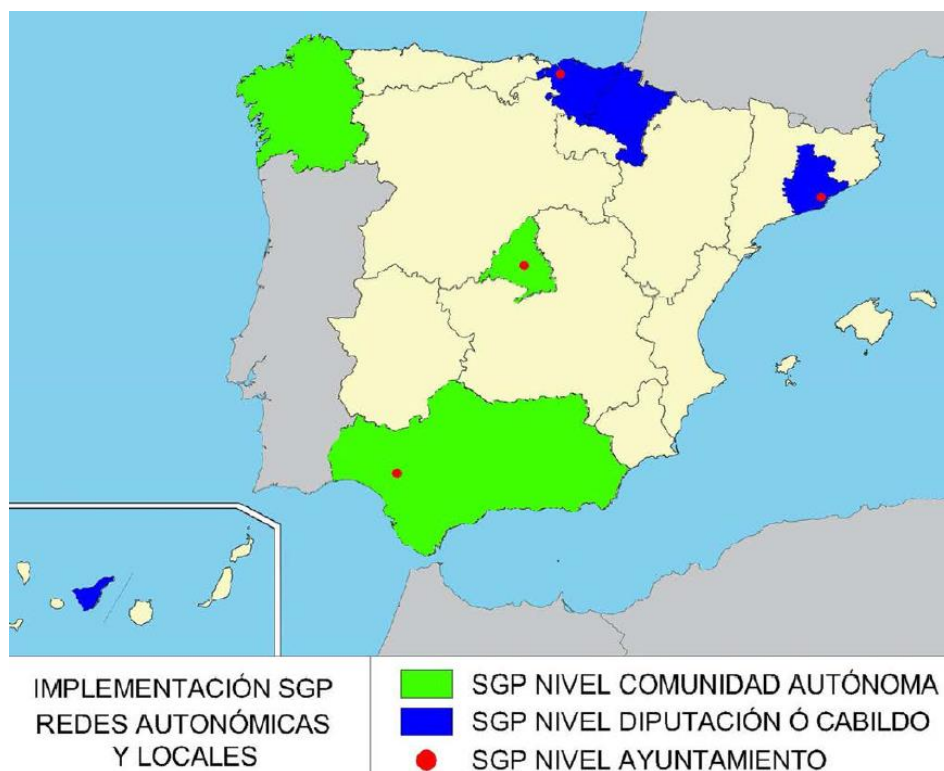 IMPLEMENTACIÓN SGP
REDES AUTONÓMICAS
Y LOCALES
SGP NIVEL COMUNIDAD AUTÓNOMA
SGP NIVEL DIPUTACIÓN Ó CABILDO
SGP NIVEL AYUNTAMIENTO